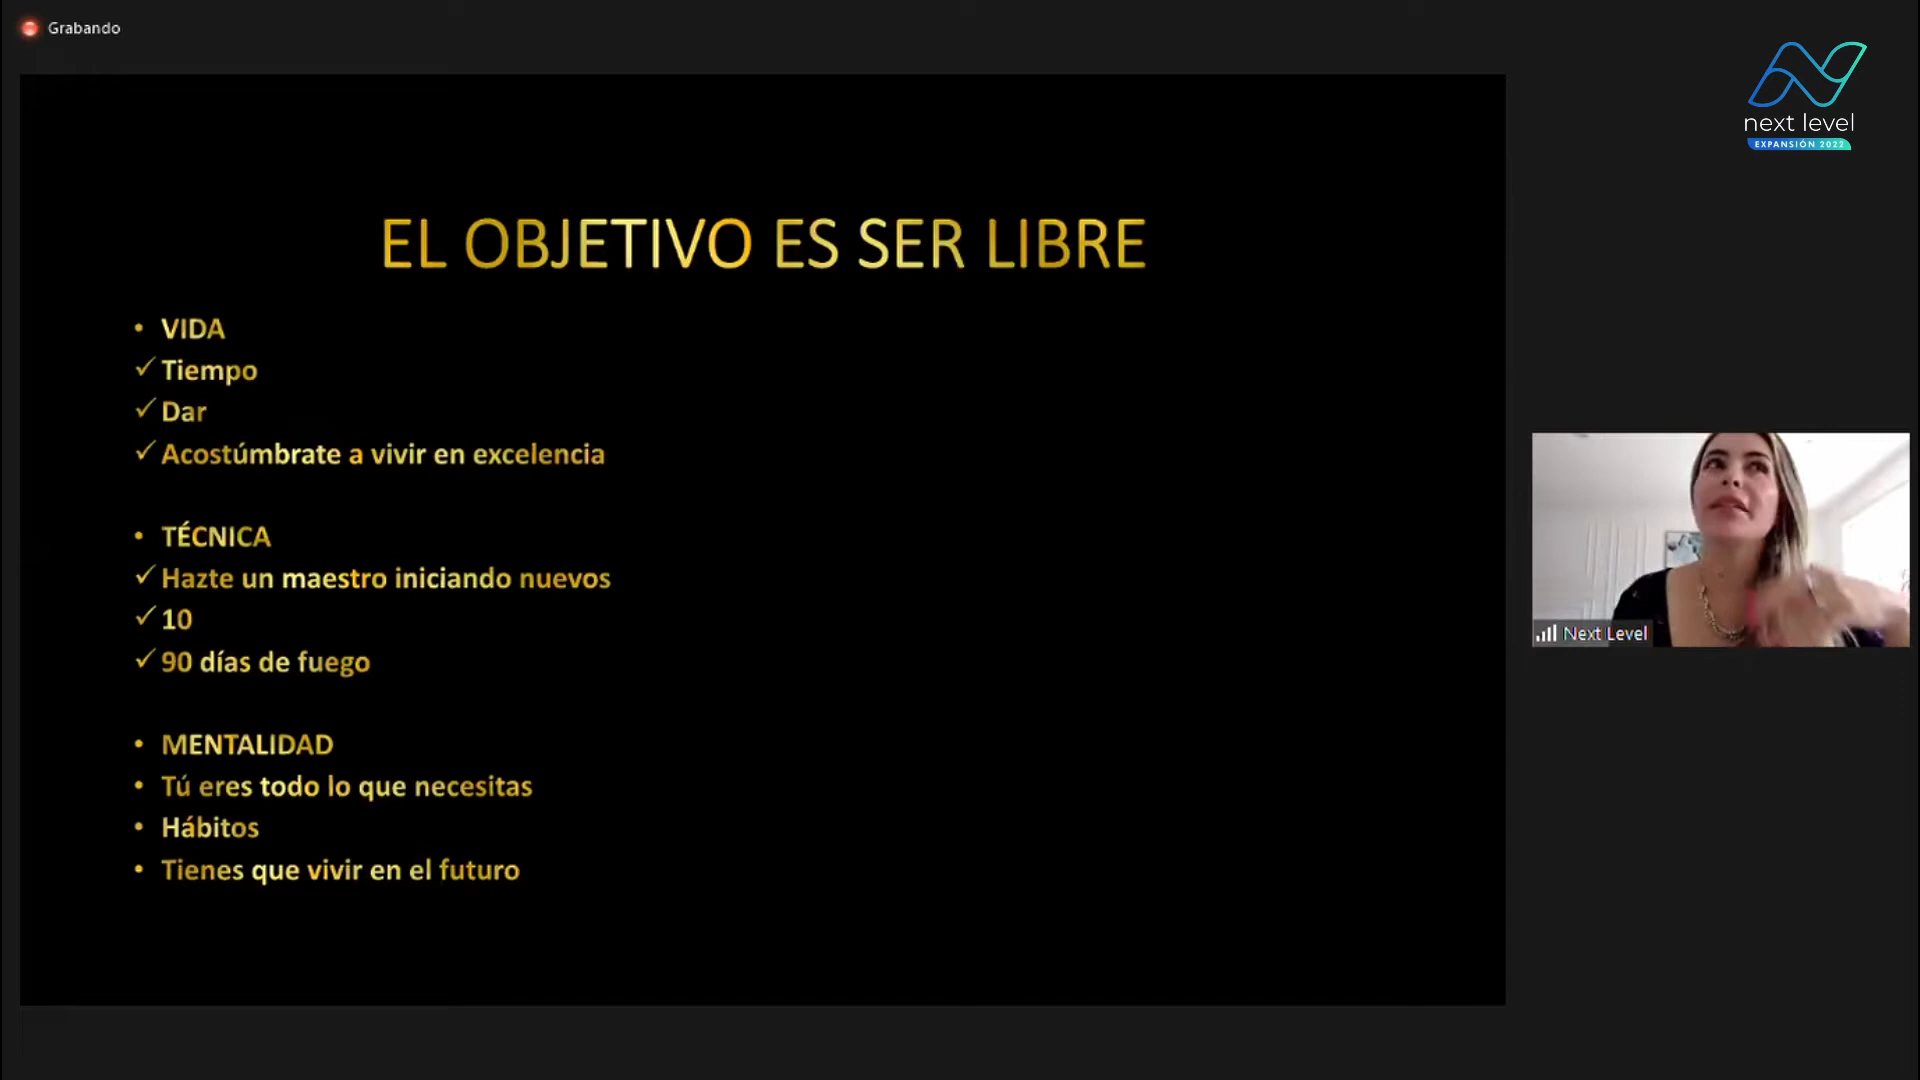 Grabando
next level
EXPANSIÓN 2022
EL OBJETIVO ES SER LIBRE
• VIDA
✓ Tiempo
✓ Dar
✓ Acostúmbrate a vivir en excelencia
• TÉCNICA
✓ Hazte un maestro iniciando nuevos
✓ 10
✓ 90 días de fuego
• MENTALIDAD
• Tú eres todo lo que necesitas
• Hábitos
• Tienes que vivir en el futuro
Next Level